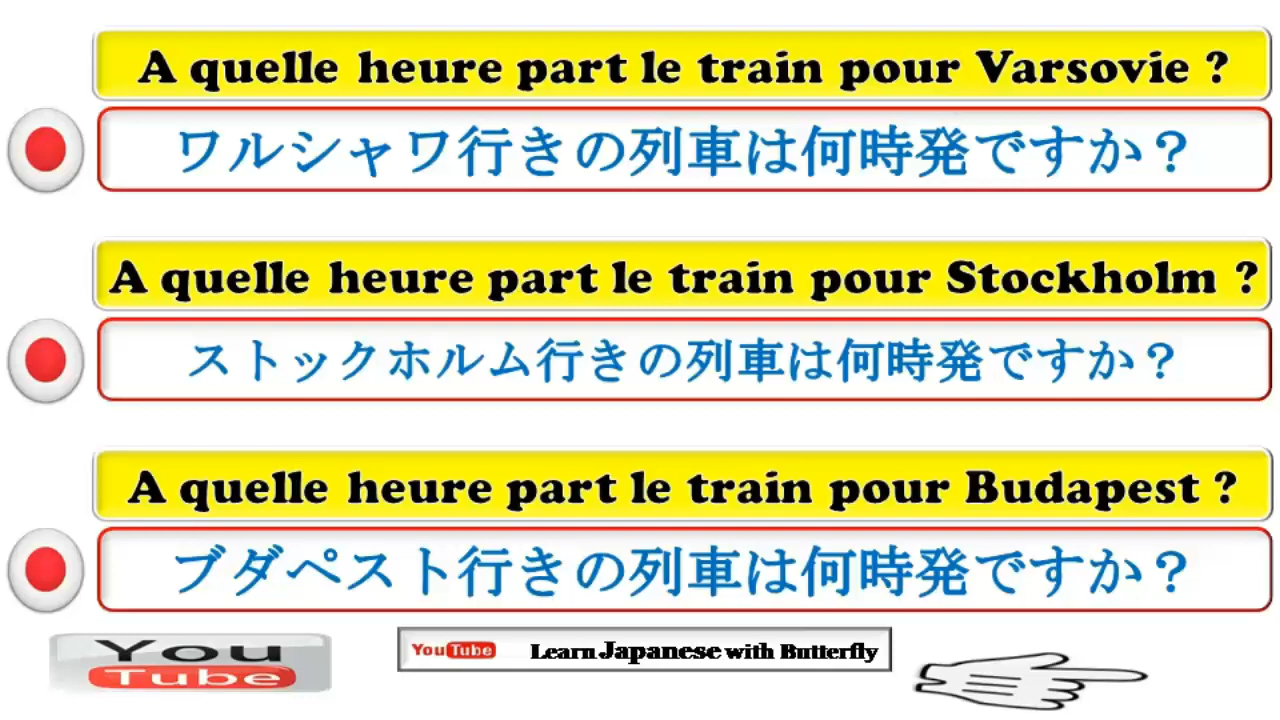 A quelle heure part le train pour Varsovie ?
ワルシャワ行きの列車は何時発ですか？
A quelle heure part le train pour Stockholm ?
ストックホルム行きの列車は何時発ですか？
A quelle heure part le train pour Budapest ?
ブダペスト行きの列車は何時発ですか？
You
Tube
YouTube Learn Japanese with Butterfly